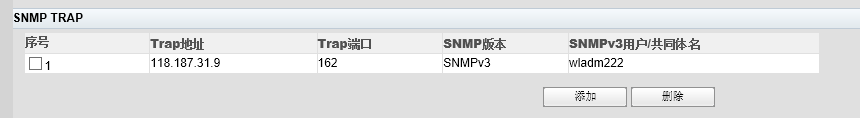 SNMP TRAP
序号 Trap地址 Trap端口 SNMP版本 SNMPv3用户/共同体名
1 118.187.31.9 162 SNMPv3 wladm222
添加 删除